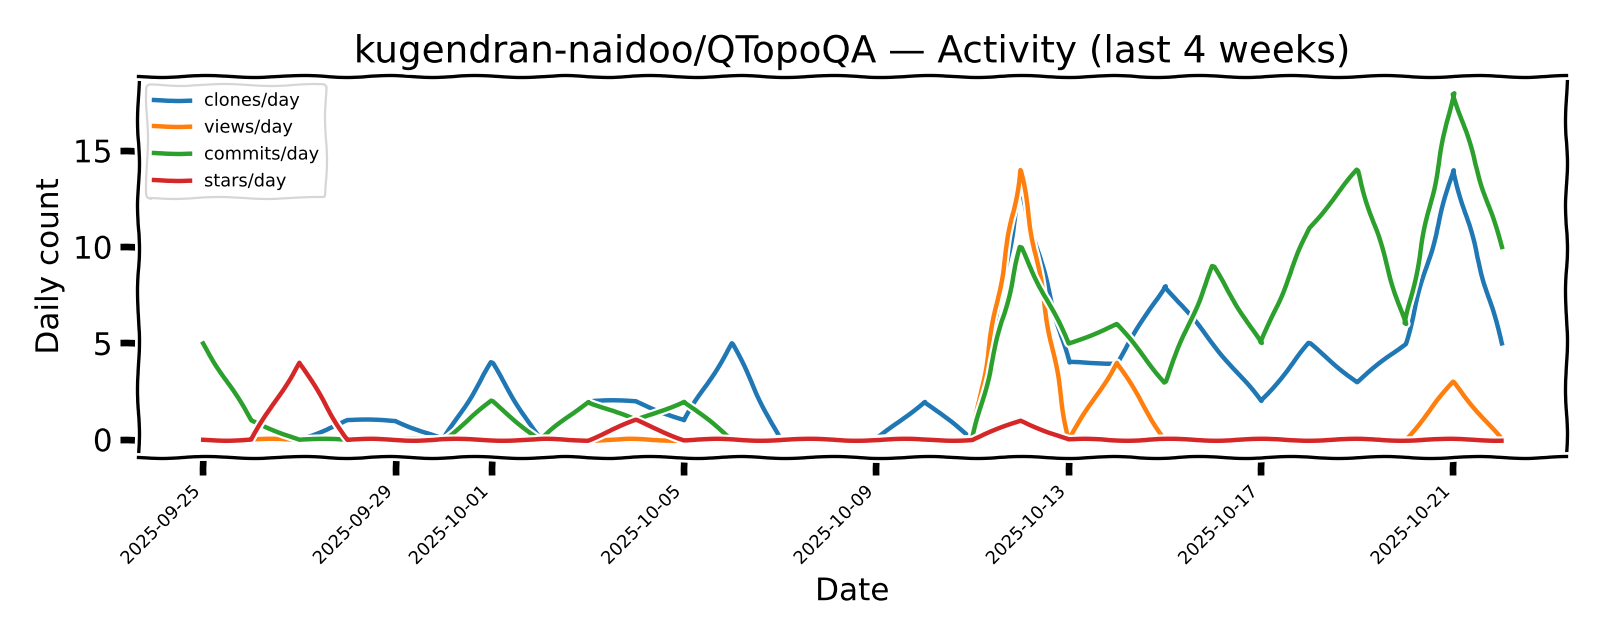 kugendran-naidoo/QTopoQA — Activity (last 4 weeks)
clones/day
views/day
commits/day
stars/day
Daily count
15
10
5
0
2025-09-25
2025-09-29
2025-10-01
2025-10-05
2025-10-09
2025-10-13
2025-10-17
2025-10-21
Date